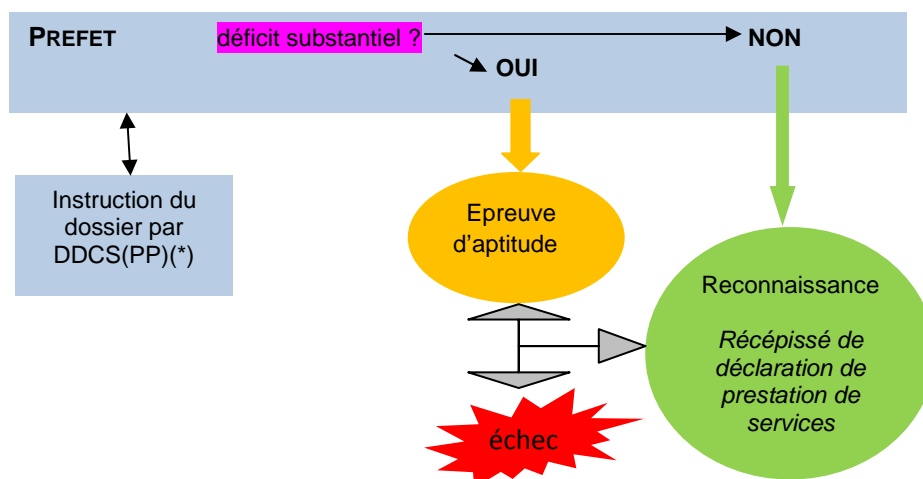 PREFET
déficit substantiel ?
NON
OUI
Instruction du
dossier par
DDCS(PP)(*)
Epreuve
d’aptitude
Reconnaissance
Récépissé de
déclaration de
prestation de
services
échec